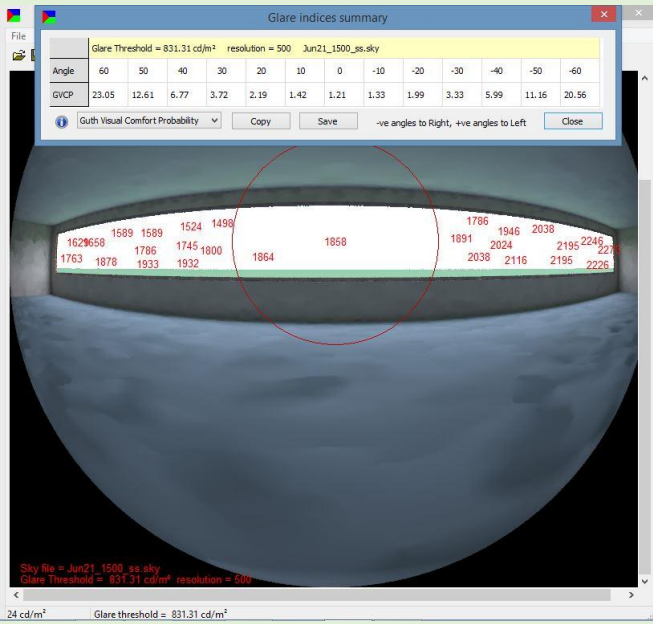 Glare indices summary
File
Glare Threshold = 831.31 cd/m² resolution = 500 Jun21_1500_ss.sky
Angle 60 50 40 30 20 10 0 -10 -20 -30 -40 -50 -60
GVCP 23.05 12.61 6.77 3.72 2.19 1.42 1.21 1.33 1.99 3.33 5.99 11.16 20.56
Guth Visual Comfort Probability Copy Save -ve angles to Right, +ve angles to Left Close
1589 1589 1524 1498 1786 1946 2038
1658 1786 1745 1800 1858 1891 2024 2195 2246
1763 1878 1933 1932 1864 2038 2116 2195 2226
Sky file = Jun21_1500_ss.sky
Glare Threshold = 831.31 cd/m² resolution = 500
24 cd/m² Glare threshold = 831.31 cd/m²